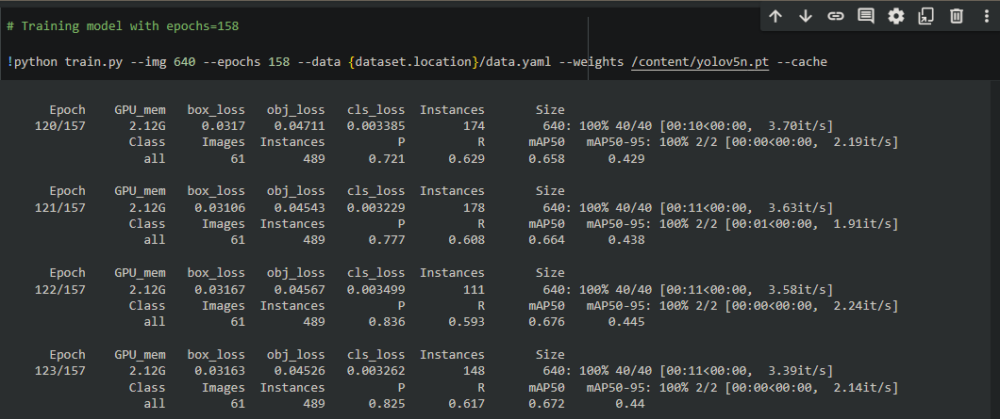 # Training model with epochs=158
!python train.py --img 640 --epochs 158 --data {dataset.location}/data.yaml --weights /content/yolov5n.pt --cache
Epoch GPU_mem box_loss obj_loss cls_loss Instances Size
120/157 2.12G 0.0317 0.04711 0.003385 174 640: 100% 40/40 [00:10<00:00, 3.70it/s]
Class Images Instances P R mAP50 mAP50-95: 100% 2/2 [00:00<00:00, 2.19it/s]
all 61 489 0.721 0.629 0.658 0.429
Epoch GPU_mem box_loss obj_loss cls_loss Instances Size
121/157 2.12G 0.03106 0.04543 0.003229 178 640: 100% 40/40 [00:11<00:00, 3.63it/s]
Class Images Instances P R mAP50 mAP50-95: 100% 2/2 [00:01<00:00, 1.91it/s]
all 61 489 0.777 0.608 0.664 0.438
Epoch GPU_mem box_loss obj_loss cls_loss Instances Size
122/157 2.12G 0.03167 0.04567 0.003499 111 640: 100% 40/40 [00:11<00:00, 3.58it/s]
Class Images Instances P R mAP50 mAP50-95: 100% 2/2 [00:00<00:00, 2.24it/s]
all 61 489 0.836 0.593 0.676 0.445
Epoch GPU_mem box_loss obj_loss cls_loss Instances Size
123/157 2.12G 0.03163 0.04526 0.003262 148 640: 100% 40/40 [00:11<00:00, 3.39it/s]
Class Images Instances P R mAP50 mAP50-95: 100% 2/2 [00:00<00:00, 2.14it/s]
all 61 489 0.825 0.617 0.672 0.44